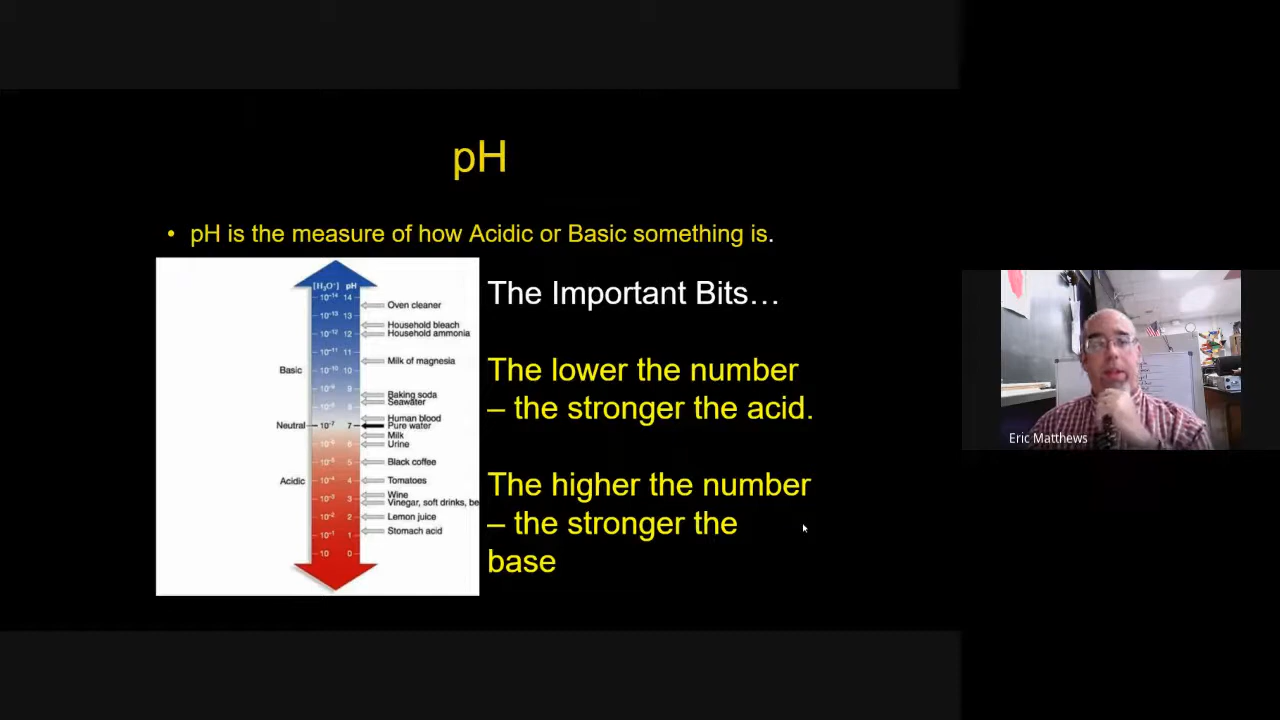 pH
• pH is the measure of how Acidic or Basic something is.
The Important Bits…
The lower the number
– the stronger the acid.
The higher the number
– the stronger the
base
[H₃O⁺] pH
10⁻¹⁴ 14
Oven cleaner
10⁻¹³ 13
Household bleach
10⁻¹² 12
Household ammonia
10⁻¹¹ 11
Milk of magnesia
Basic
10⁻¹⁰ 10
10⁻⁹ 9
Baking soda
Seawater
10⁻⁸ 8
Human blood
Neutral 10⁻⁷ 7
Pure water
Milk
10⁻⁶ 6
Urine
10⁻⁵ 5
Black coffee
Acidic 10⁻⁴ 4
Tomatoes
Wine
10⁻³ 3
Vinegar, soft drinks, be
10⁻² 2
Lemon juice
Stomach acid
10⁻¹ 1
10 0
Eric Matthews